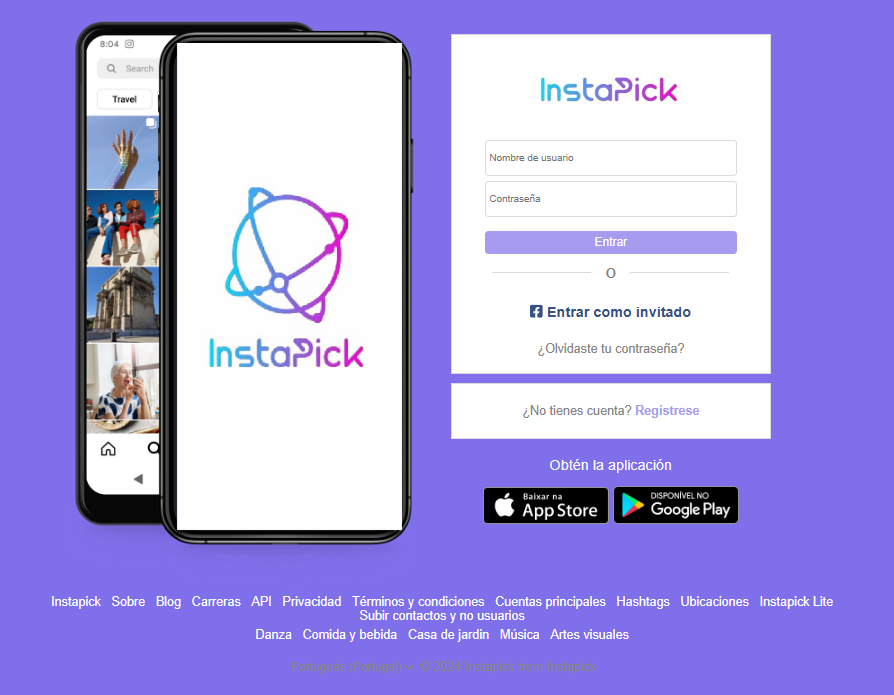 8:04
Search
Travel
InstaPick
InstaPick
Nombre de usuario
Contraseña
Entrar
O
Entrar como invitado
¿Olvidaste tu contraseña?
¿No tienes cuenta? Regístrese
Obtén la aplicación
Baixar na
App Store
DISPONÍVEL NO
Google Play
Instapick Sobre Blog Carreras API Privacidad Términos y condiciones Cuentas principales Hashtags Ubicaciones Instapick Lite
Subir contactos y no usuarios
Danza Comida y bebida Casa de jardin Música Artes visuales
Português (Portugal) © 2024 Instapick from Instapick